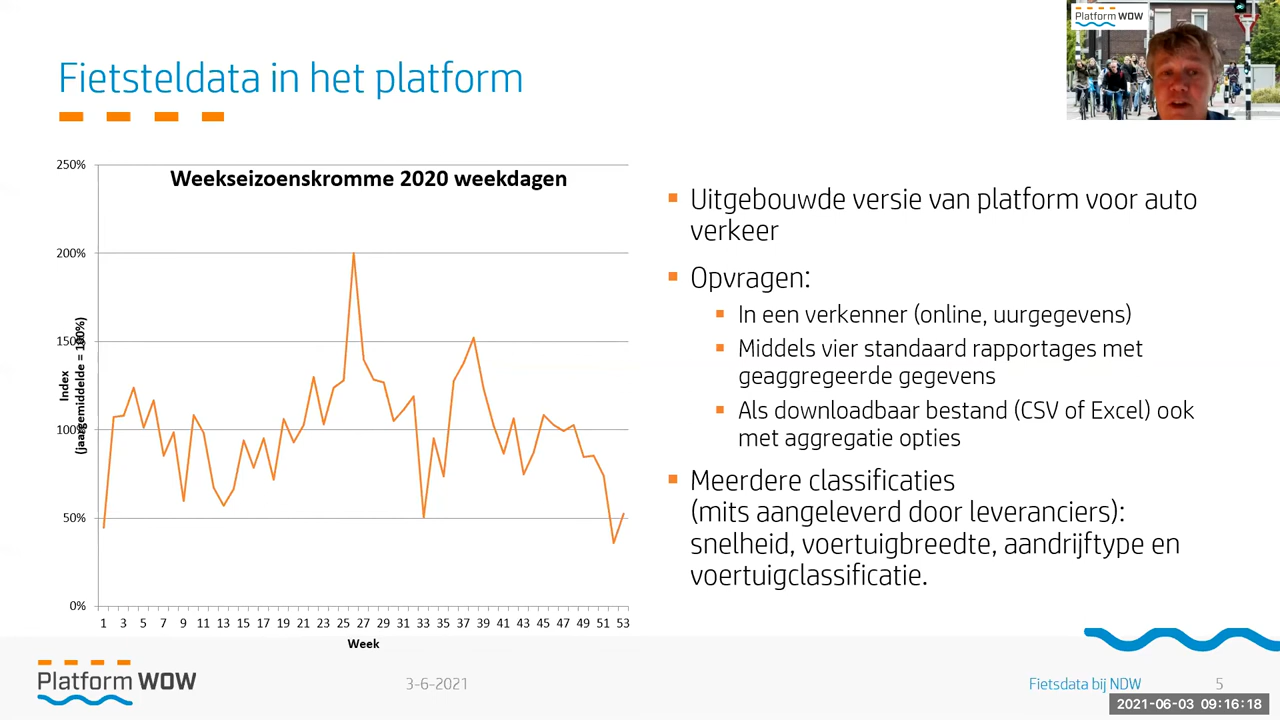 Platform WOW
Fietsteldata in het platform
Weekseizoenskromme 2020 weekdagen
250%
200%
150%
100%
50%
0%
Index
(jaargemiddelde = 100%)
1 3 5 7 9 11 13 15 17 19 21 23 25 27 29 31 33 35 37 39 41 43 45 47 49 51 53
Week
Uitgebouwde versie van platform voor auto
verkeer
Opvragen:
In een verkenner (online, uurgegevens)
Middels vier standaard rapportages met
geaggregeerde gegevens
Als downloadbaar bestand (CSV of Excel) ook
met aggregatie opties
Meerdere classificaties
(mits aangeleverd door leveranciers):
snelheid, voertuigbreedte, aandrijftype en
voertuigclassificatie.
Platform WOW
3-6-2021
Fietsdata bij NDW
5
2021-06-03 09:16:18